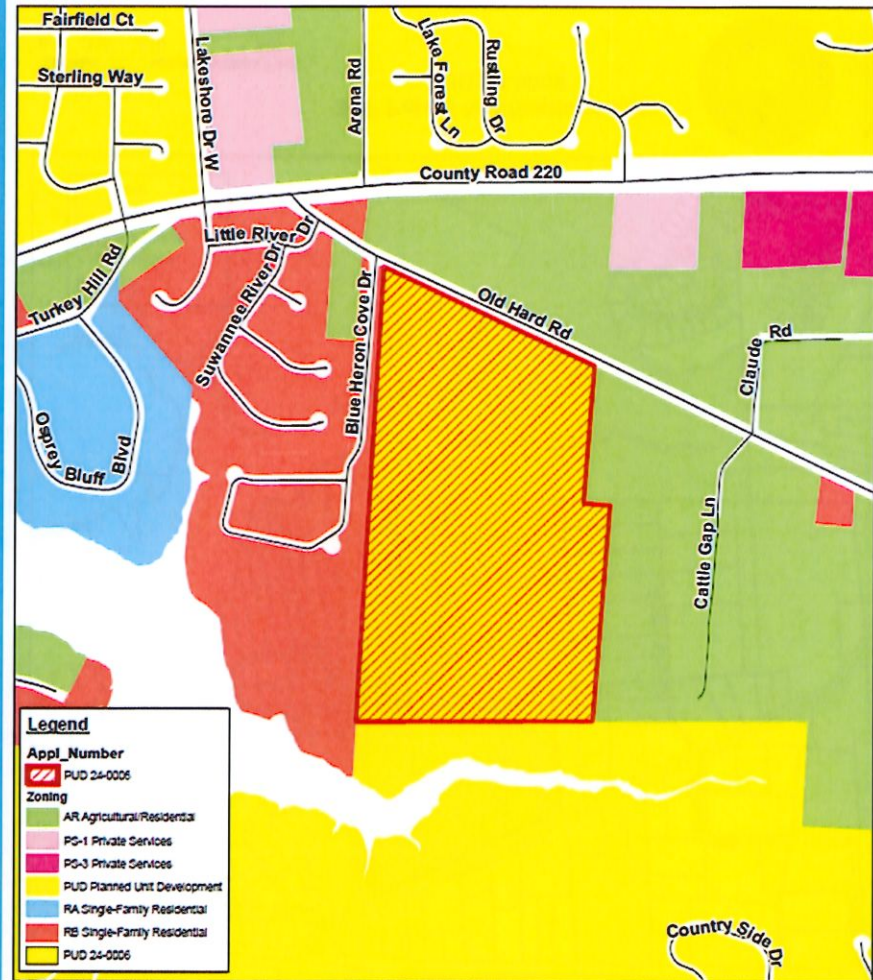 Fairfield Ct
Sterling Way
Lakeshore Dr W
Arena Rd
Lake Forest Ln
Rustling Dr
County Road 220
Little River Dr
Turkey Hill Rd
Suwannee River Dr
Blue Heron Cove Dr
Old Hard Rd
Claude Rd
Osprey Bluff Blvd
Cattle Gap Ln
Country Side Dr
Legend
Appl_Number
PUD 24-0006
Zoning
AR Agricultural/Residential
PS-1 Private Services
PS-3 Private Services
PUD Planned Unit Development
RA Single-Family Residential
RB Single-Family Residential
PUD 24-0006